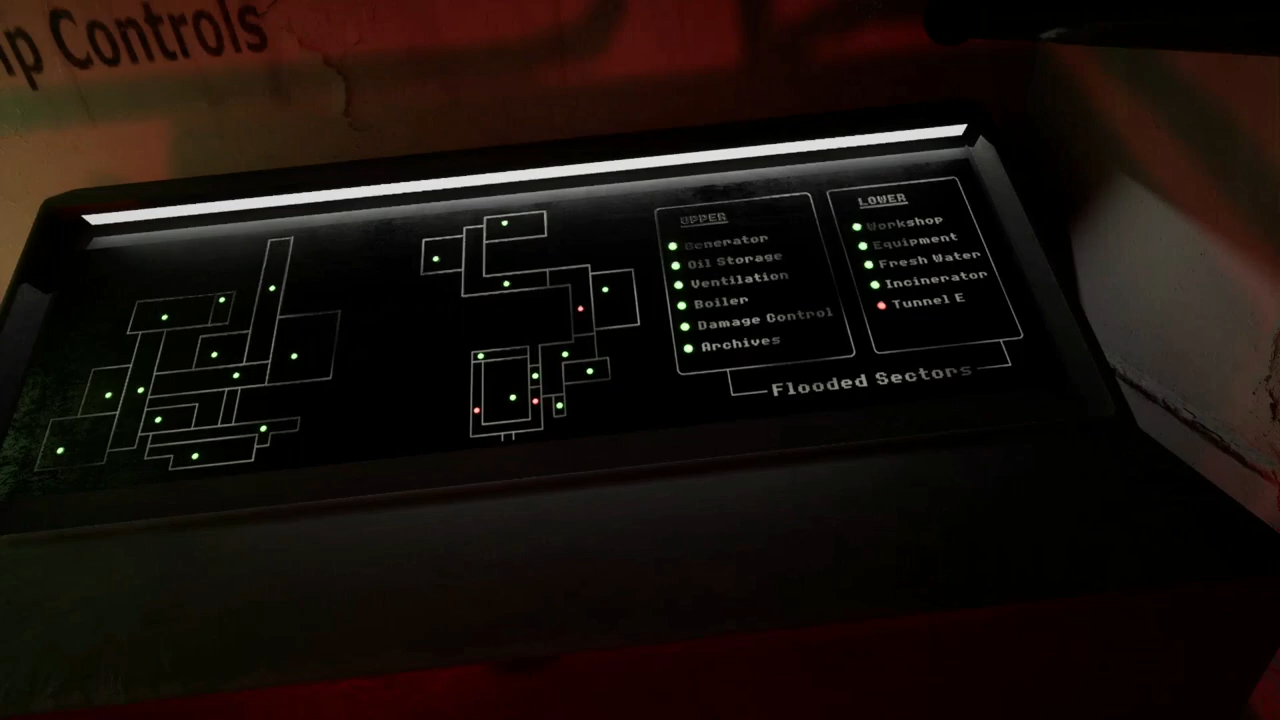 Controls
UPPER
Generator
Oil Storage
Ventilation
Boiler
Damage Control
Archives
LOWER
Workshop
Equipment
Fresh Water
Incinerator
Tunnel E
Flooded Sectors